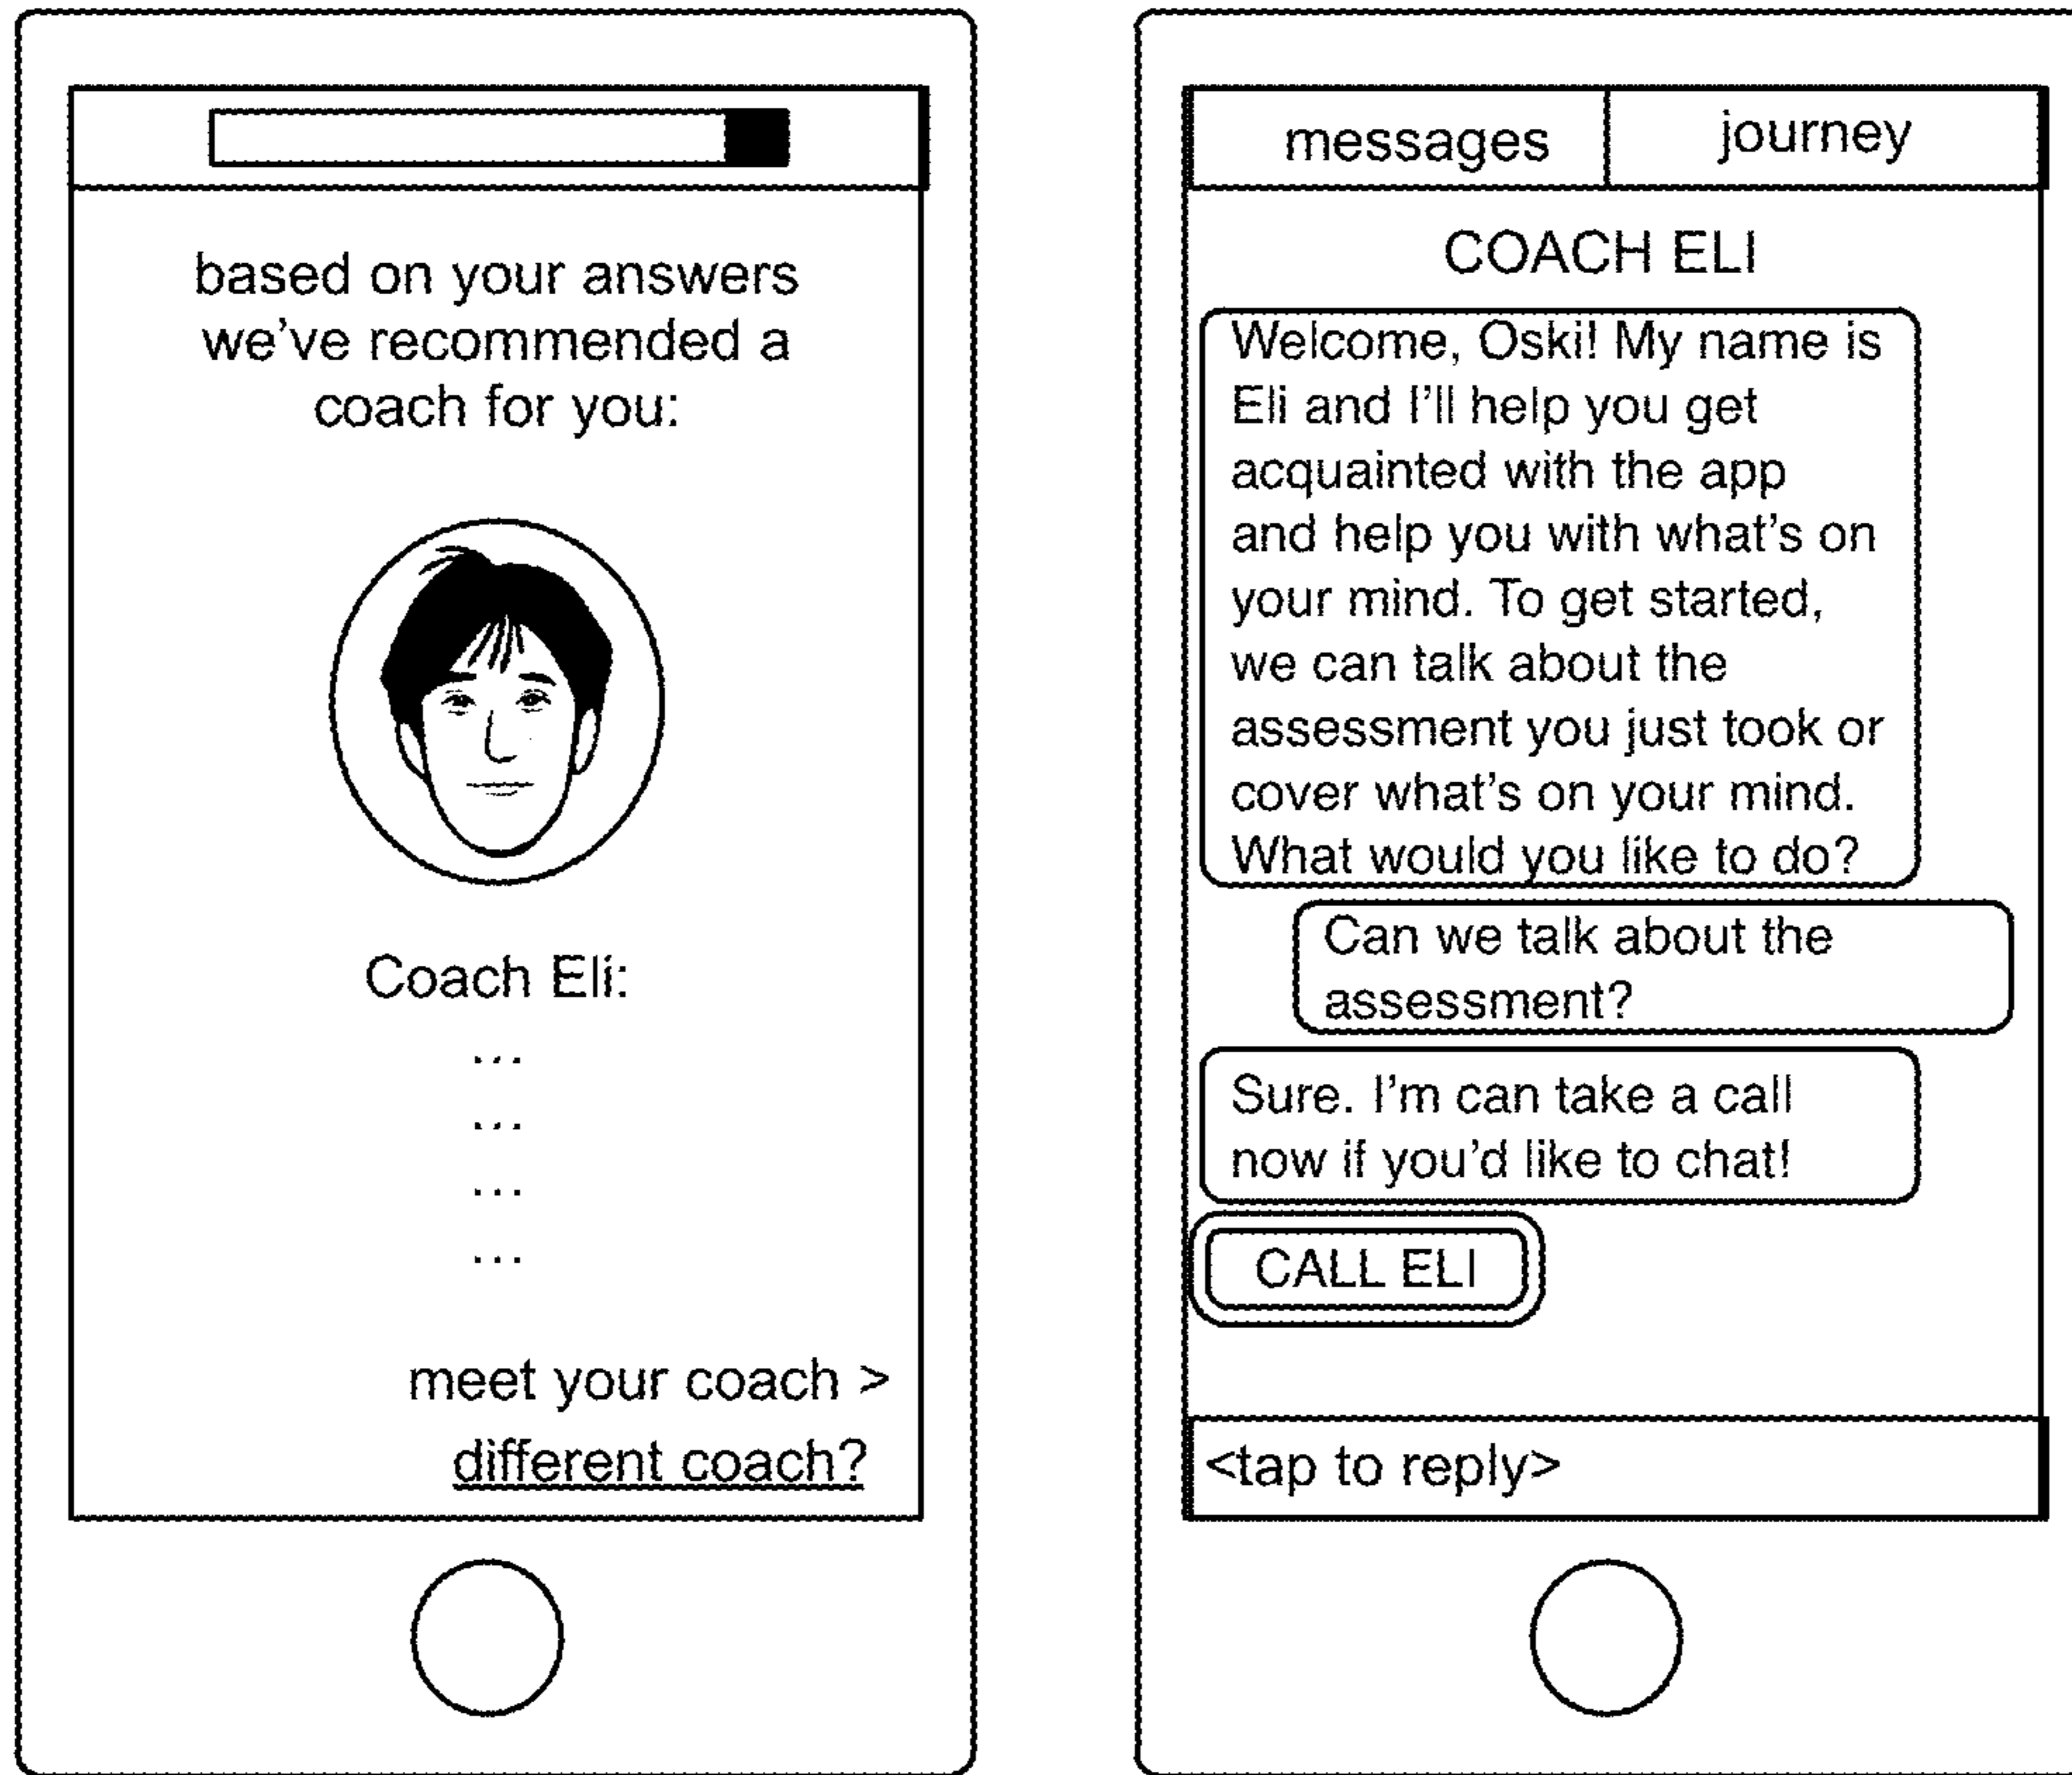 based on your answers
we've recommended a
coach for you:
Coach Eli:
...
...
...
...
meet your coach >
different coach?
messages
journey
COACH ELI
Welcome, Oski! My name is
Eli and I'll help you get
acquainted with the app
and help you with what's on
your mind. To get started,
we can talk about the
assessment you just took or
cover what's on your mind.
What would you like to do?
Can we talk about the
assessment?
Sure. I'm can take a call
now if you'd like to chat!
CALL ELI
<tap to reply>